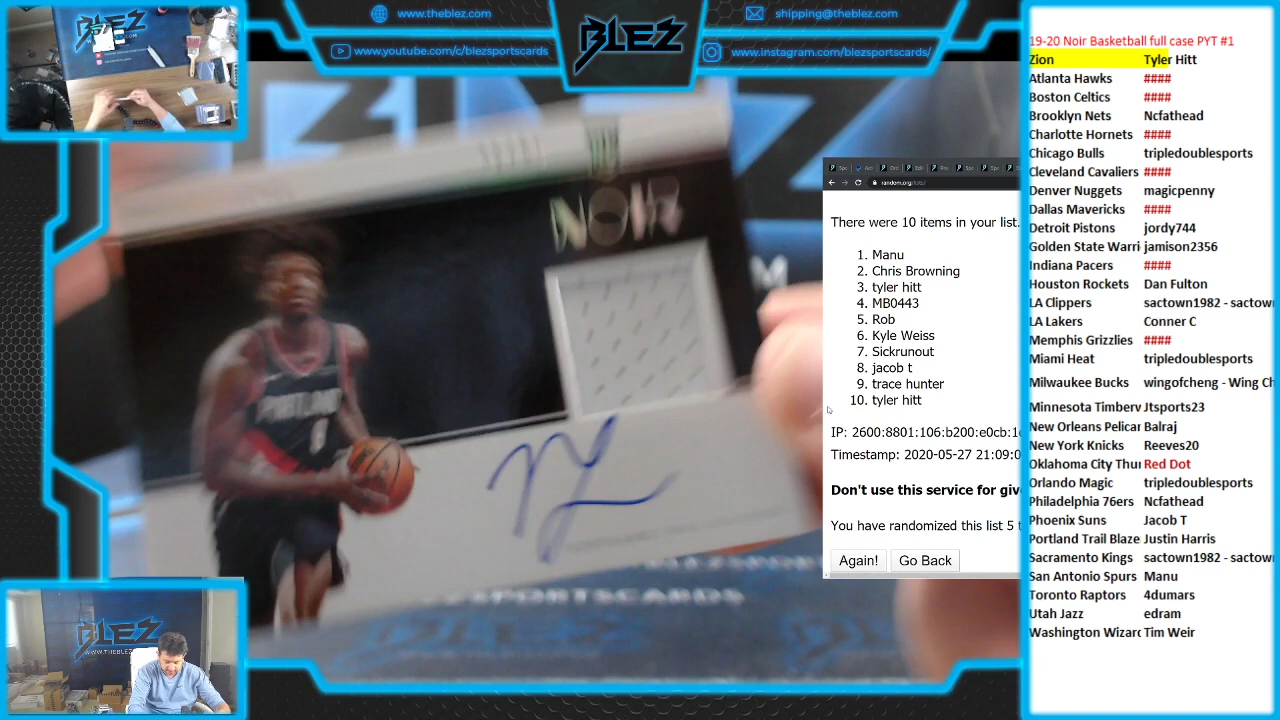 www.theblez.com
www.youtube.com/c/blezsportscards
BLEZ
shipping@theblez.com
www.instagram.com/blezsportscards/
19-20 Noir Basketball full case PYT #1
Zion Tyler Hitt
Atlanta Hawks ####
Boston Celtics ####
Brooklyn Nets Ncfathead
Charlotte Hornets ####
Chicago Bulls tripledoublesports
Cleveland Cavaliers ####
Denver Nuggets magicpenny
Dallas Mavericks ####
Detroit Pistons jordy744
Golden State Warri jamison2356
Indiana Pacers ####
Houston Rockets Dan Fulton
LA Clippers sactown1982 - sactow
LA Lakers Conner C
Memphis Grizzlies ####
Miami Heat tripledoublesports
Milwaukee Bucks wingofcheng - Wing Ch
Minnesota Timberv Jtsports23
New Orleans Pelicar Balraj
New York Knicks Reeves20
Oklahoma City Thu Red Dot
Orlando Magic tripledoublesports
Philadelphia 76ers Ncfathead
Phoenix Suns Jacob T
Portland Trail Blaze Justin Harris
Sacramento Kings sactown1982 - sactow
San Antonio Spurs Manu
Toronto Raptors 4dumars
Utah Jazz edram
Washington Wizard Tim Weir
random.org/lists/
There were 10 items in your list.
1. Manu
2. Chris Browning
3. tyler hitt
4. MB0443
5. Rob
6. Kyle Weiss
7. Sickrunout
8. jacob t
9. trace hunter
10. tyler hitt
IP: 2600:8801:106:b200:e0cb:1
Timestamp: 2020-05-27 21:09:0
Don't use this service for giv
You have randomized this list 5 t
Again! Go Back
NOIR
PORTLAND
8
BLEZ
WWW.THEBLEZ